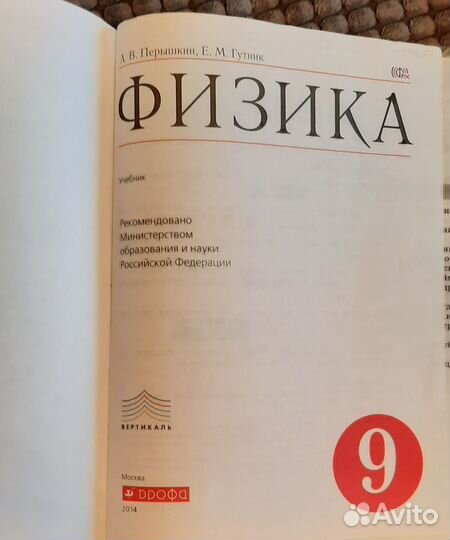 А. В. Перышкин, Е. М. Гутник
ФИЗИКА
Учебник
Рекомендовано
Министерством
образования и науки
Российской Федерации
ВЕРТИКАЛЬ
9
Москва
ДРОФА
2014
Avito